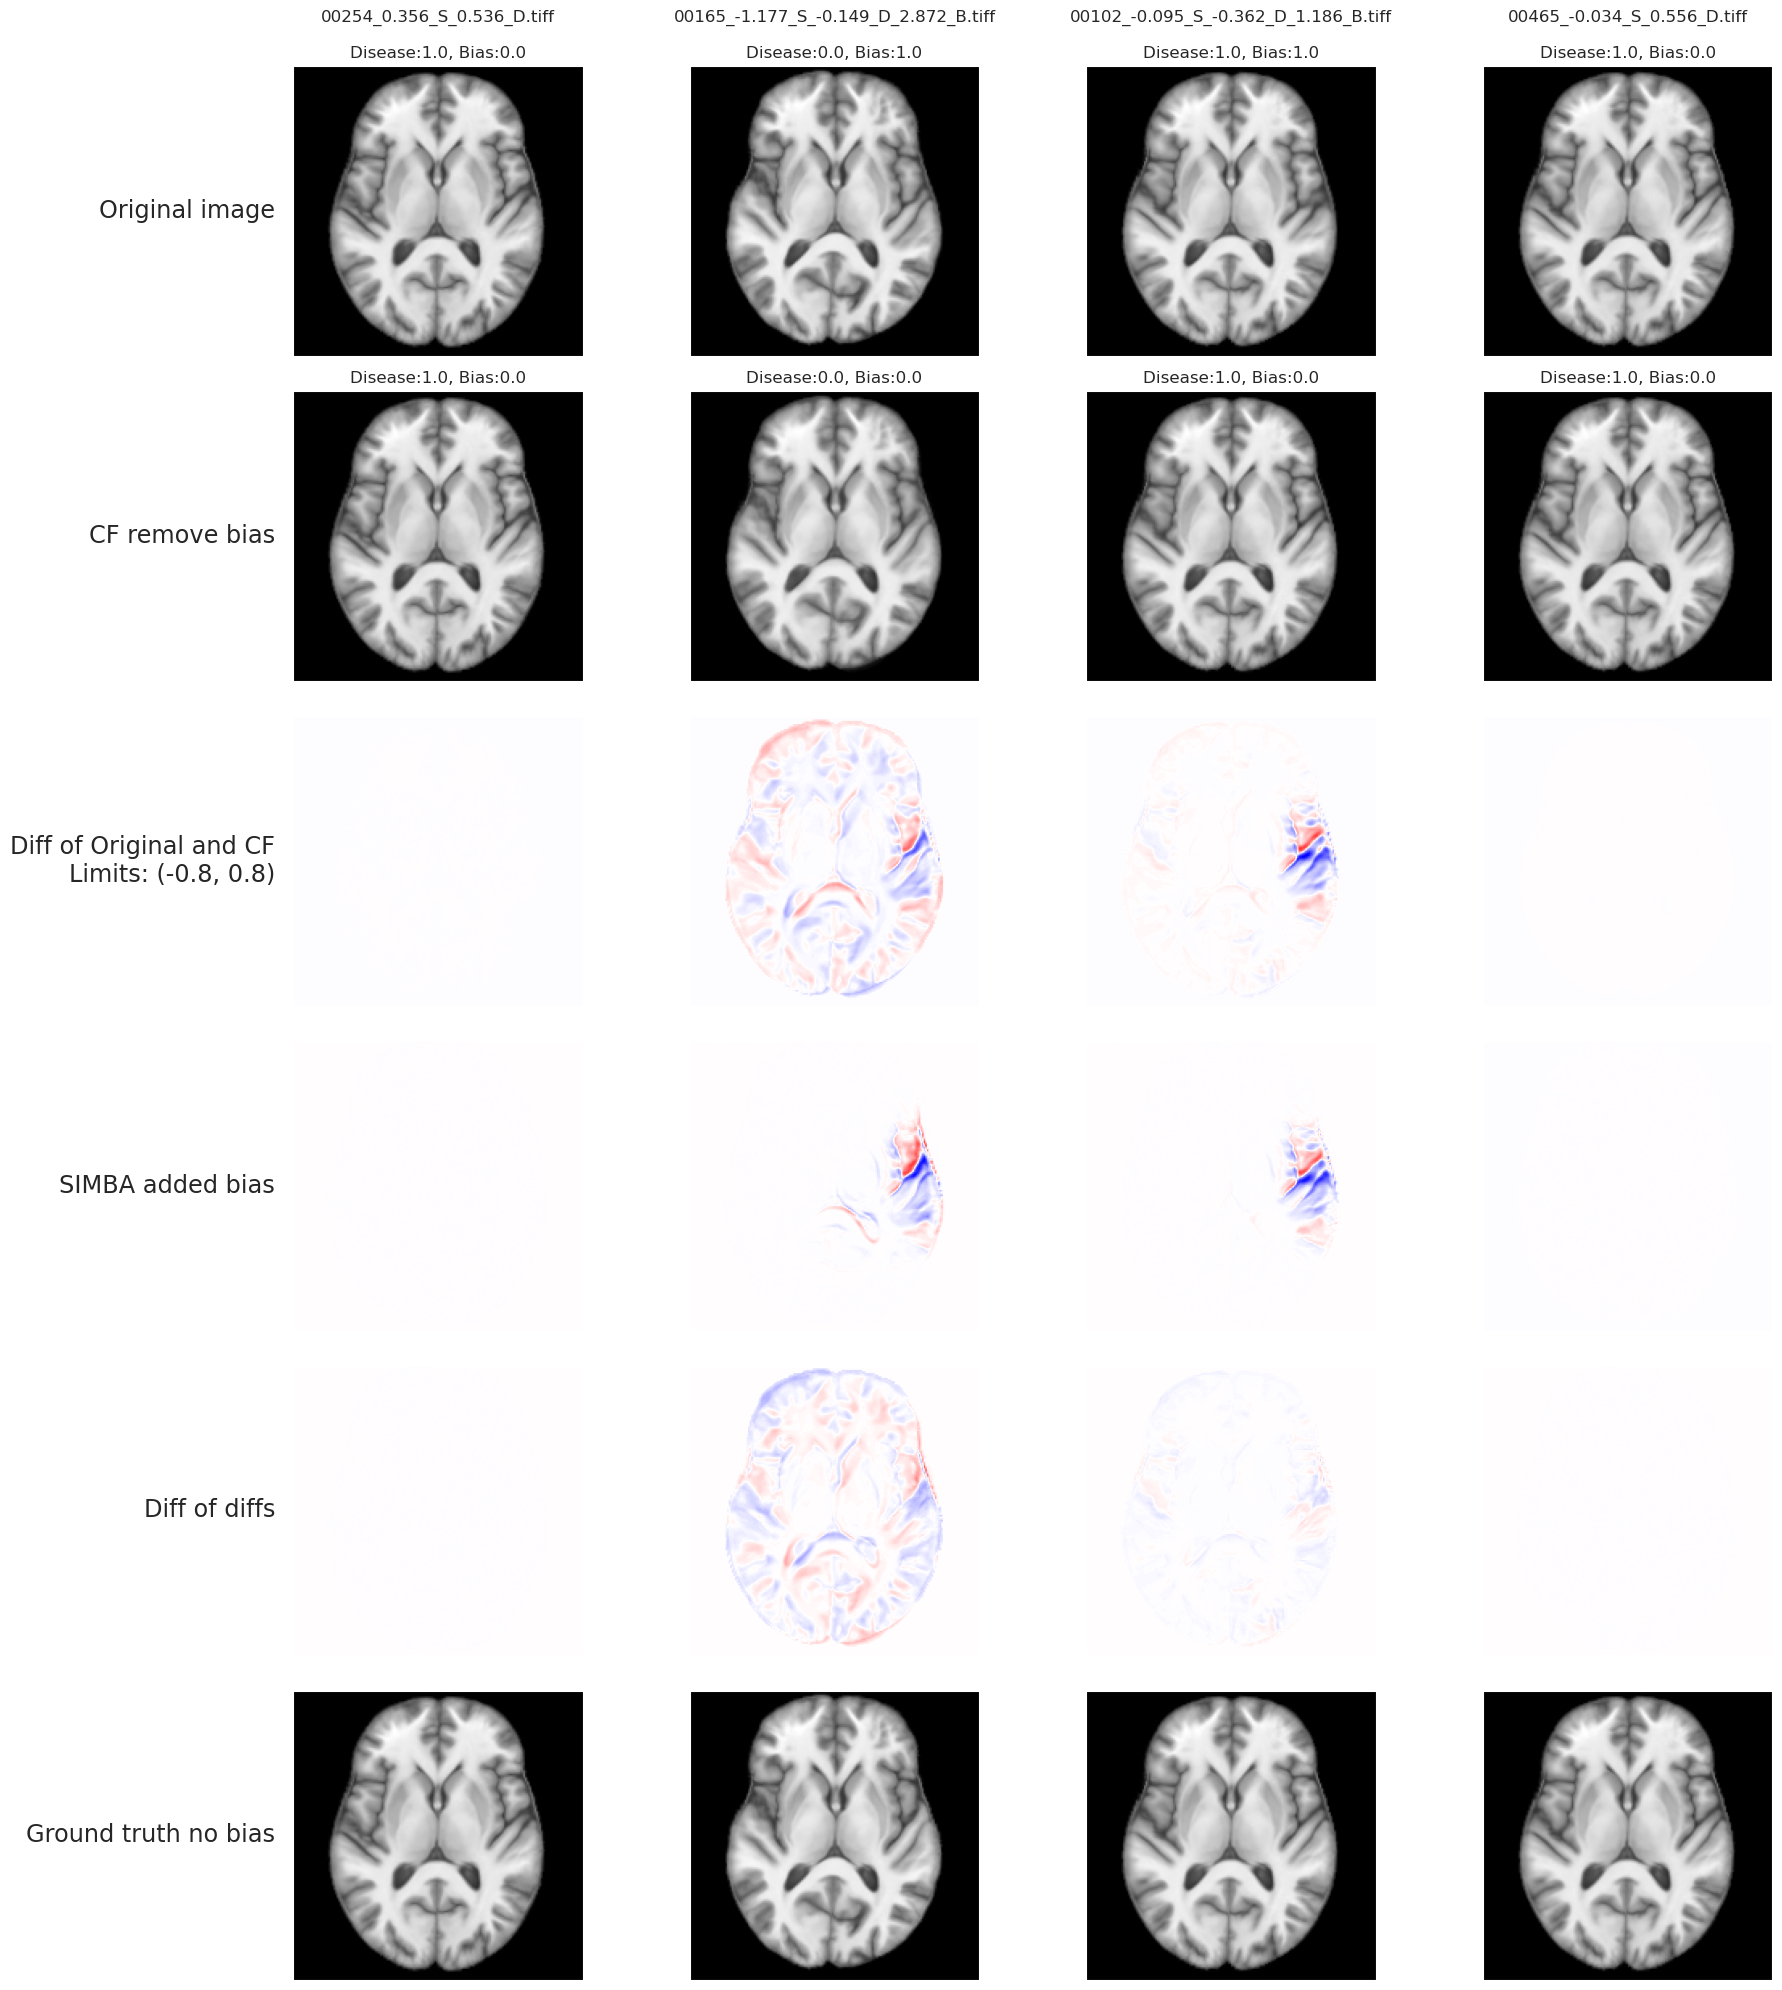 00254_0.356_S_0.536_D.tiff
00165_-1.177_S_-0.149_D_2.872_B.tiff
00102_-0.095_S_-0.362_D_1.186_B.tiff
00465_-0.034_S_0.556_D.tiff
Disease:1.0, Bias:0.0
Disease:0.0, Bias:1.0
Disease:1.0, Bias:1.0
Disease:1.0, Bias:0.0
Original image
Disease:1.0, Bias:0.0
Disease:0.0, Bias:0.0
Disease:1.0, Bias:0.0
Disease:1.0, Bias:0.0
CF remove bias
Diff of Original and CF
Limits: (-0.8, 0.8)
SIMBA added bias
Diff of diffs
Ground truth no bias